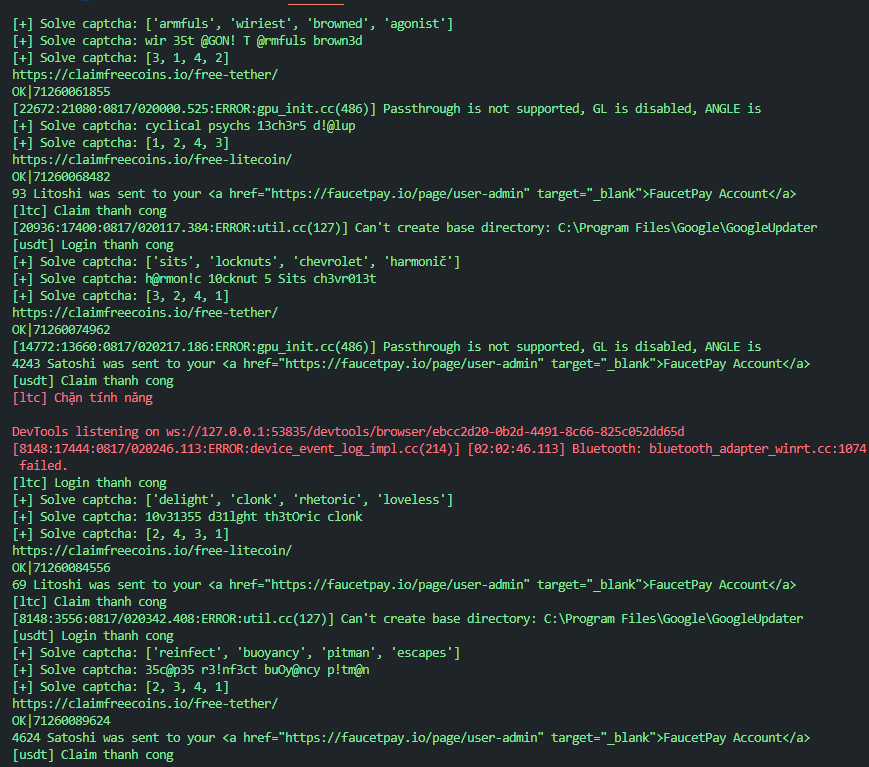 [+] Solve captcha: ['armfuls', 'wiriest', 'browned', 'agonist']
[+] Solve captcha: wir 35t @GON! T @rmfuls brown3d
[+] Solve captcha: [3, 1, 4, 2]
https://claimfreecoins.io/free-tether/
OK|71260061855
[22672:21080:0817/020000.525:ERROR:gpu_init.cc(486)] Passthrough is not supported, GL is disabled, ANGLE is
[+] Solve captcha: cyclical psychs 13ch3r5 d!@lup
[+] Solve captcha: [1, 2, 4, 3]
https://claimfreecoins.io/free-litecoin/
OK|71260068482
93 Litoshi was sent to your <a href="https://faucetpay.io/page/user-admin" target="_blank">FaucetPay Account</a>
[ltc] Claim thanh cong
[20936:17400:0817/020117.384:ERROR:util.cc(127)] Can't create base directory: C:\Program Files\Google\GoogleUpdater
[usdt] Login thanh cong
[+] Solve captcha: ['sits', 'locknuts', 'chevrolet', 'harmonič']
[+] Solve captcha: h@rmon!c 10cknut 5 Sits ch3vr013t
[+] Solve captcha: [3, 2, 4, 1]
https://claimfreecoins.io/free-tether/
OK|71260074962
[14772:13660:0817/020217.186:ERROR:gpu_init.cc(486)] Passthrough is not supported, GL is disabled, ANGLE is
4243 Satoshi was sent to your <a href="https://faucetpay.io/page/user-admin" target="_blank">FaucetPay Account</a>
[usdt] Claim thanh cong
[ltc] Chặn tính năng
DevTools listening on ws://127.0.0.1:53835/devtools/browser/ebcc2d20-0b2d-4491-8c66-825c052dd65d
[8148:17444:0817/020246.113:ERROR:device_event_log_impl.cc(214)] [02:02:46.113] Bluetooth: bluetooth_adapter_winrt.cc:1074
failed.
[ltc] Login thanh cong
[+] Solve captcha: ['delight', 'clonk', 'rhetoric', 'loveless']
[+] Solve captcha: 10v31355 d31lght th3tOric clonk
[+] Solve captcha: [2, 4, 3, 1]
https://claimfreecoins.io/free-litecoin/
OK|71260084556
69 Litoshi was sent to your <a href="https://faucetpay.io/page/user-admin" target="_blank">FaucetPay Account</a>
[ltc] Claim thanh cong
[8148:3556:0817/020342.408:ERROR:util.cc(127)] Can't create base directory: C:\Program Files\Google\GoogleUpdater
[usdt] Login thanh cong
[+] Solve captcha: ['reinfect', 'buoyancy', 'pitman', 'escapes']
[+] Solve captcha: 35c@p35 r3!nf3ct buOy@ncy p!tm@n
[+] Solve captcha: [2, 3, 4, 1]
https://claimfreecoins.io/free-tether/
OK|71260089624
4624 Satoshi was sent to your <a href="https://faucetpay.io/page/user-admin" target="_blank">FaucetPay Account</a>
[usdt] Claim thanh cong